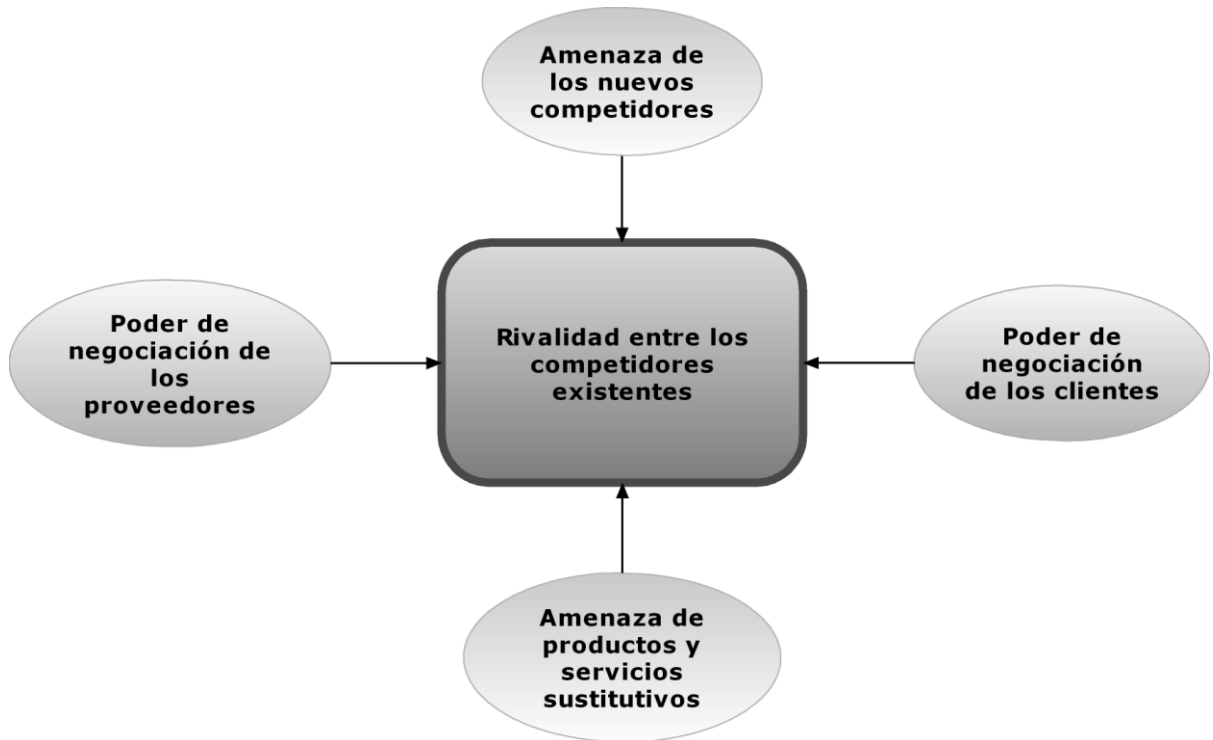 Amenaza de
los nuevos
competidores
Poder de
negociación de
los
proveedores
Rivalidad entre los
competidores
existentes
Poder de
negociación
de los clientes
Amenaza de
productos y
servicios
sustitutivos